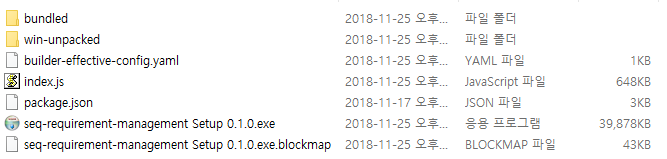 bundled 2018-11-25 오후... 파일 폴더
win-unpacked 2018-11-25 오후... 파일 폴더
builder-effective-config.yaml 2018-11-25 오후... YAML 파일 1KB
index.js 2018-11-25 오후... JavaScript 파일 648KB
package.json 2018-11-17 오후... JSON 파일 3KB
seq-requirement-management Setup 0.1.0.exe 2018-11-25 오후... 응용 프로그램 39,878KB
seq-requirement-management Setup 0.1.0.exe.blockmap 2018-11-25 오후... BLOCKMAP 파일 43KB